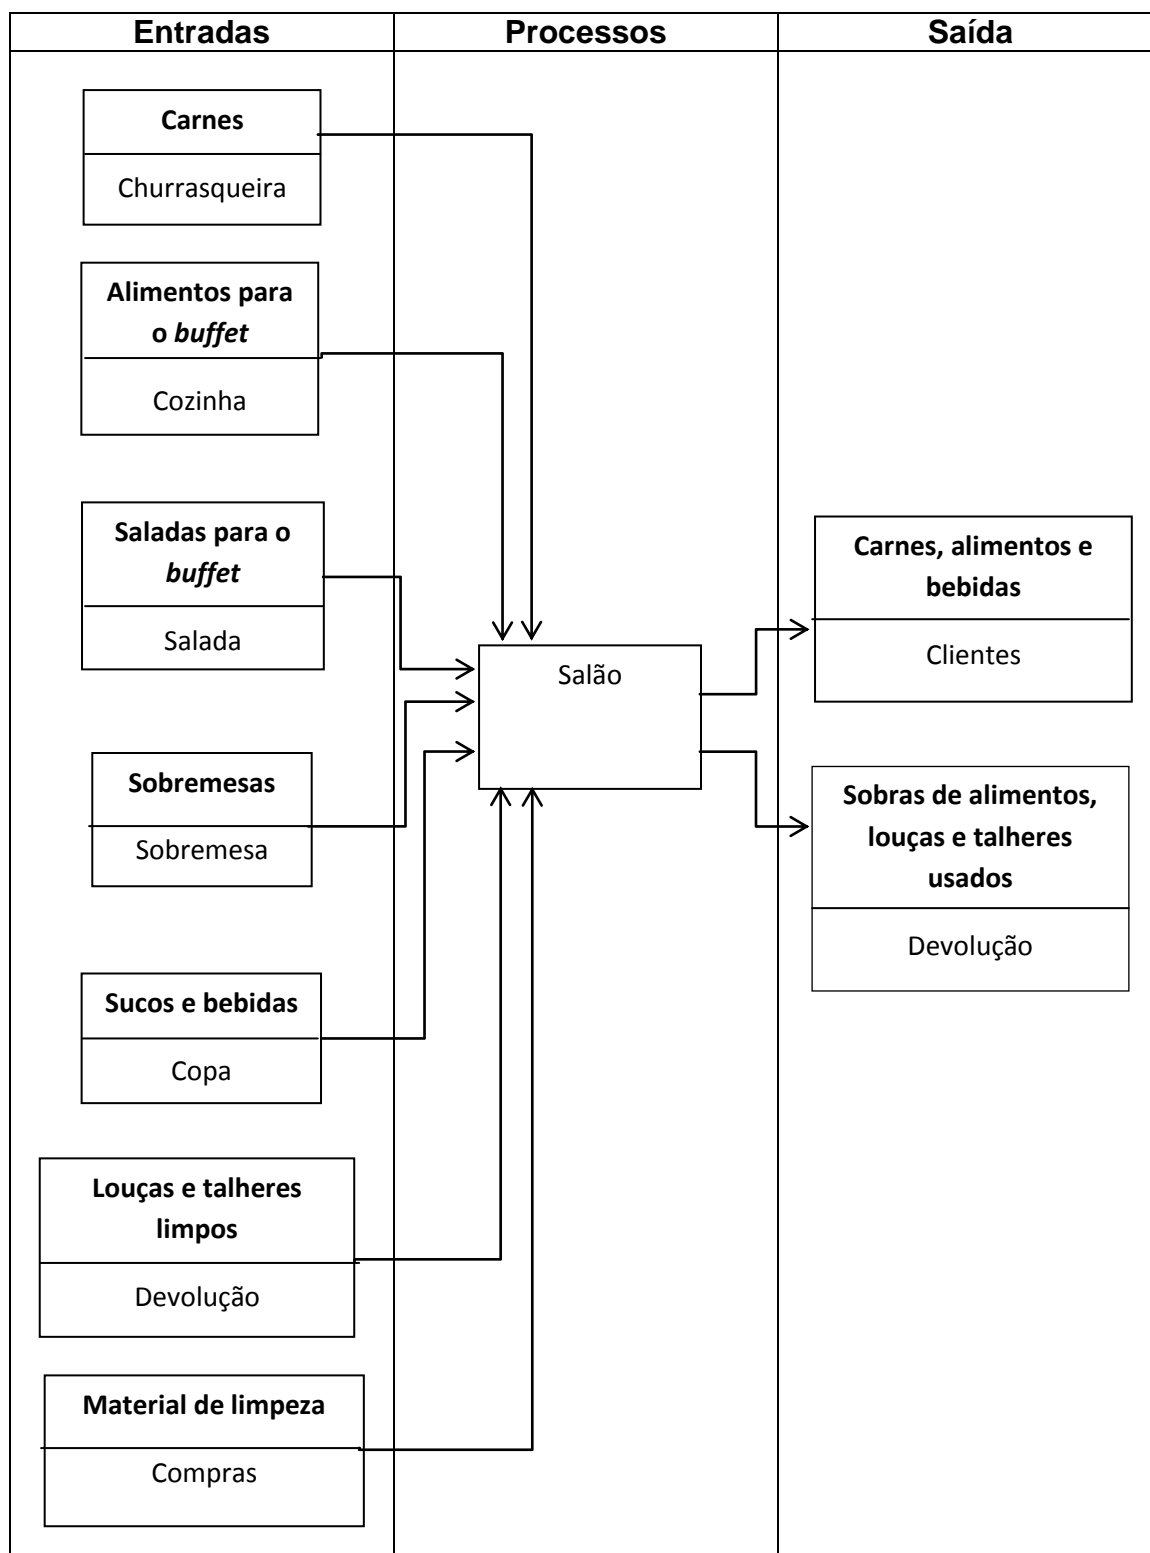 Entradas
Processos
Saída
Carnes
Churrasqueira
Alimentos para
o buffet
Cozinha
Saladas para o
buffet
Salada
Sobremesas
Sobremesa
Sucos e bebidas
Copa
Louças e talheres
limpos
Devolução
Material de limpeza
Compras
Salão
Carnes, alimentos e
bebidas
Clientes
Sobras de alimentos,
louças e talheres
usados
Devolução